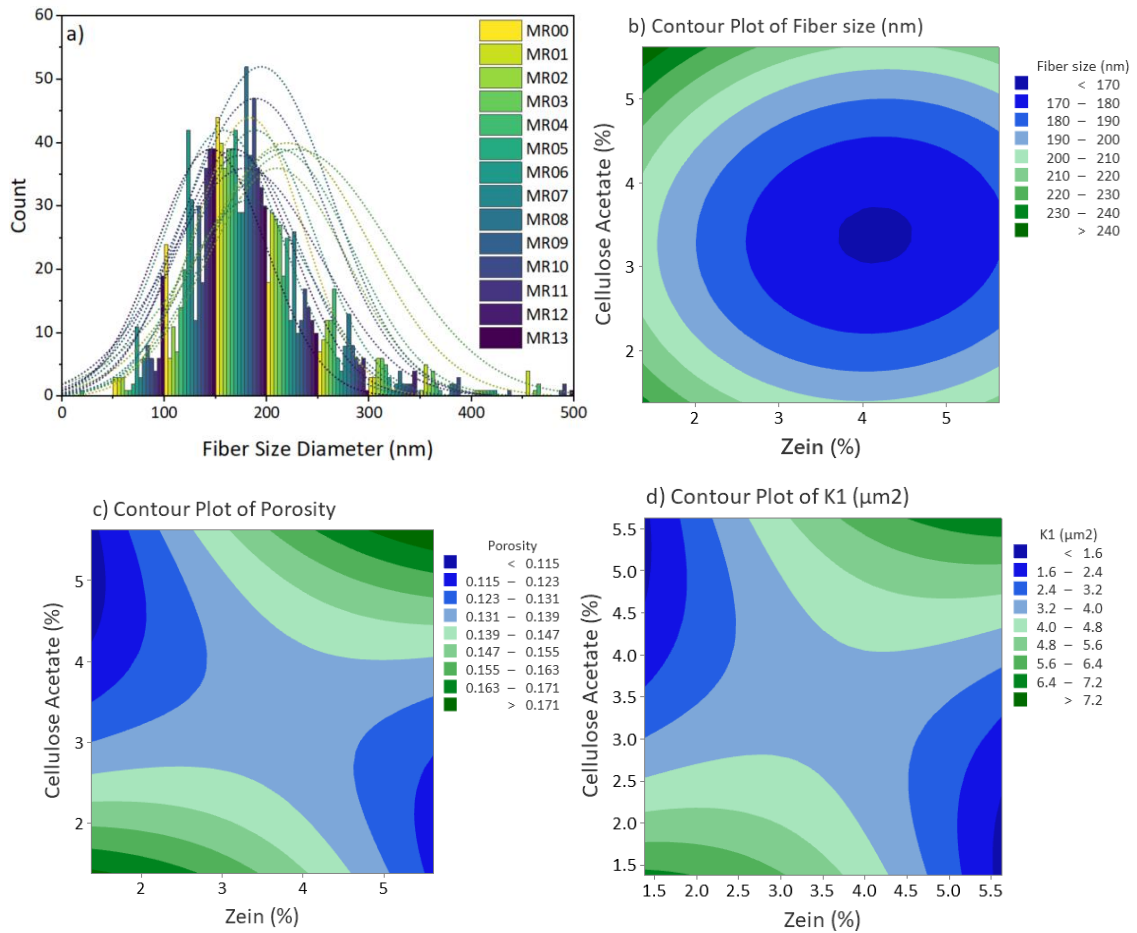 a)
60
50
40
30
20
10
0
Count
0
100
200
300
400
500
Fiber Size Diameter (nm)
MR00
MR01
MR02
MR03
MR04
MR05
MR06
MR07
MR08
MR09
MR10
MR11
MR12
MR13
b) Contour Plot of Fiber size (nm)
Cellulose Acetate (%)
5
4
3
2
2
3
4
5
Zein (%)
Fiber size (nm)
< 170
170 – 180
180 – 190
190 – 200
200 – 210
210 – 220
220 – 230
230 – 240
> 240
c) Contour Plot of Porosity
Cellulose Acetate (%)
5
4
3
2
2
3
4
5
Zein (%)
Porosity
< 0.115
0.115 – 0.123
0.123 – 0.131
0.131 – 0.139
0.139 – 0.147
0.147 – 0.155
0.155 – 0.163
0.163 – 0.171
> 0.171
d) Contour Plot of K1 (µm2)
Cellulose Acetate (%)
5.5
5.0
4.5
4.0
3.5
3.0
2.5
2.0
1.5
1.5
2.0
2.5
3.0
3.5
4.0
4.5
5.0
5.5
Zein (%)
K1 (µm2)
< 1.6
1.6 – 2.4
2.4 – 3.2
3.2 – 4.0
4.0 – 4.8
4.8 – 5.6
5.6 – 6.4
6.4 – 7.2
> 7.2